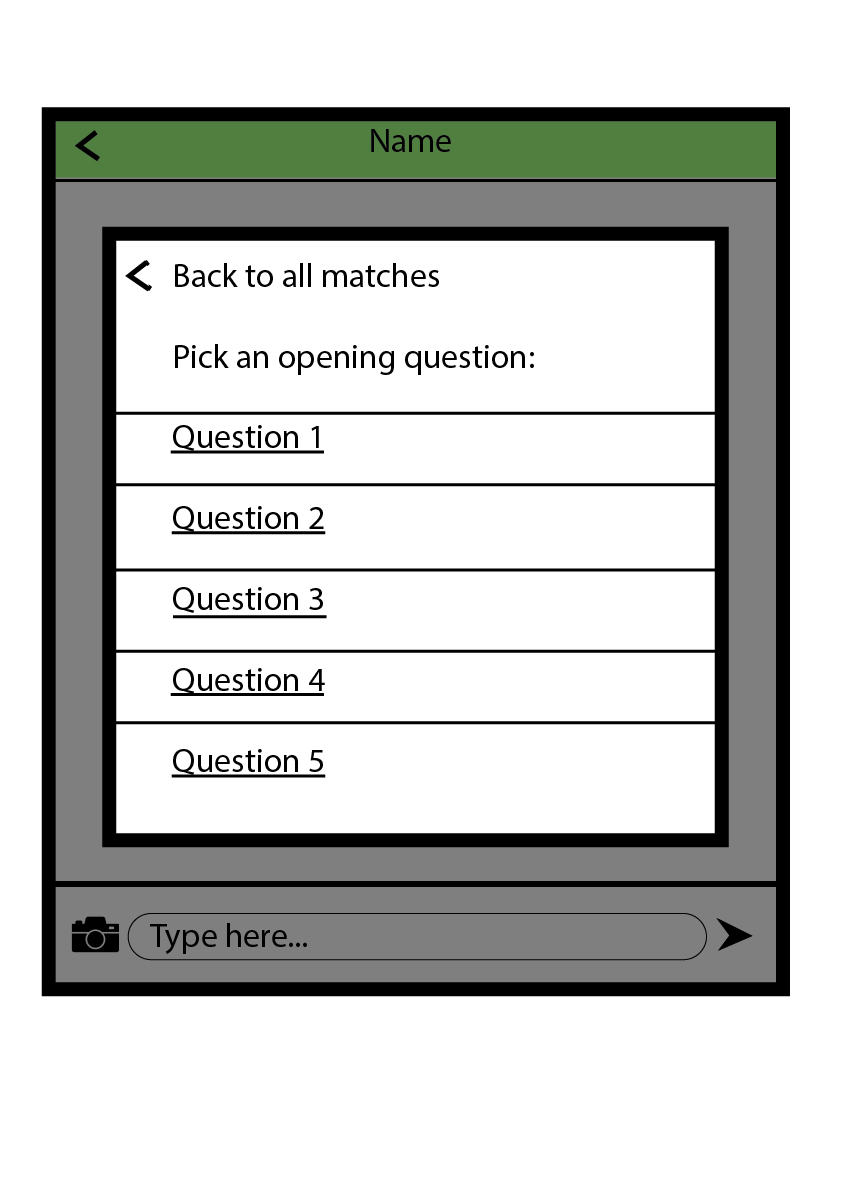 Name
Back to all matches
Pick an opening question:
Question 1
Question 2
Question 3
Question 4
Question 5
Type here...